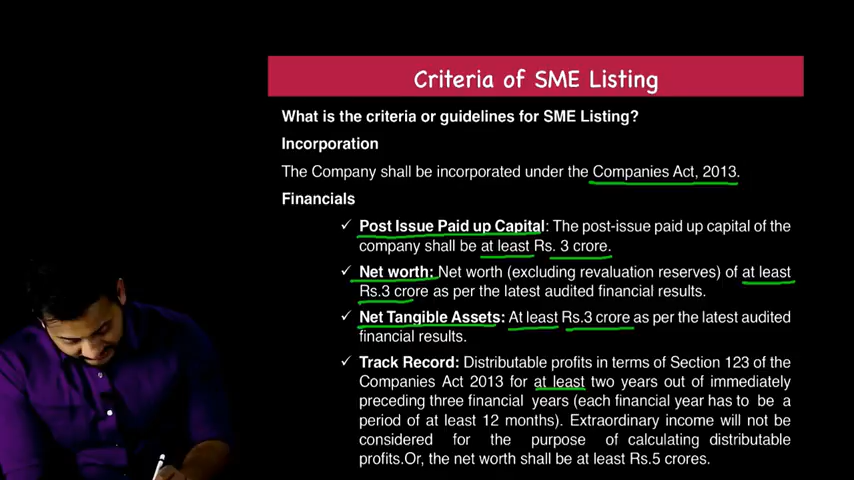 Criteria of SME Listing
What is the criteria or guidelines for SME Listing?
Incorporation
The Company shall be incorporated under the Companies Act, 2013.
Financials
✓ Post Issue Paid up Capital: The post-issue paid up capital of the
company shall be at least Rs. 3 crore.
✓ Net worth: Net worth (excluding revaluation reserves) of at least
Rs.3 crore as per the latest audited financial results.
✓ Net Tangible Assets: At least Rs.3 crore as per the latest audited
financial results.
✓ Track Record: Distributable profits in terms of Section 123 of the
Companies Act 2013 for at least two years out of immediately
preceding three financial years (each financial year has to be a
period of at least 12 months). Extraordinary income will not be
considered for the purpose of calculating distributable
profits.Or, the net worth shall be at least Rs.5 crores.